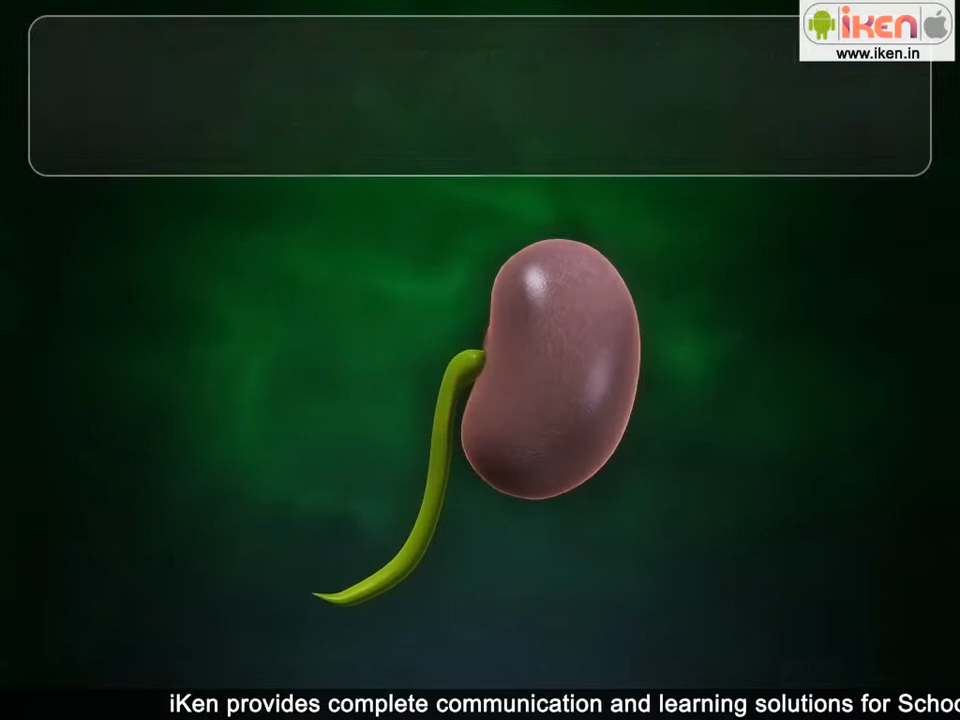 iKEN
www.iken.in
iKen provides complete communication and learning solutions for Schoo